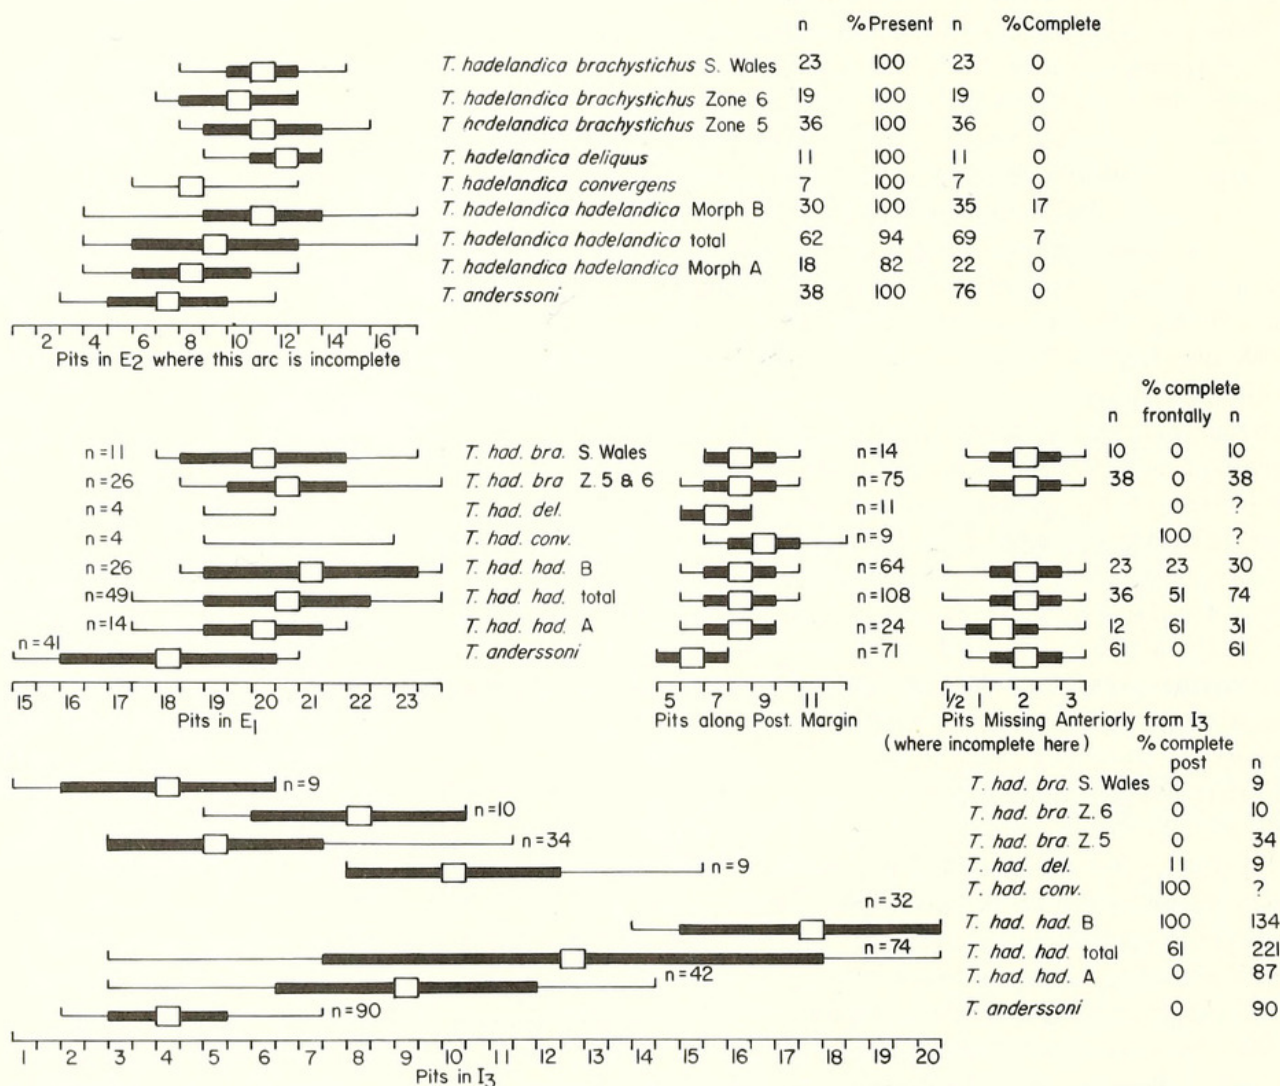 n %Present n %Complete
T. hadelandica brachystichus S. Wales 23 100 23 0
T. hadelandica brachystichus Zone 6 19 100 19 0
T. hadelandica brachystichus Zone 5 36 100 36 0
T. hadelandica deliquus 11 100 11 0
T. hadelandica convergens 7 100 7 0
T. hadelandica hadelandica Morph B 30 100 35 17
T. hadelandica hadelandica total 62 94 69 7
T. hadelandica hadelandica Morph A 18 82 22 0
T. anderssoni 38 100 76 0
2 4 6 8 10 12 14 16
Pits in E2 where this arc is incomplete
% complete
n frontally n
n=11 T. had. bra. S. Wales n=14 10 0 10
n=26 T. had. bra Z. 5 & 6 n=75 38 0 38
n=4 T. had. del. n=11 0 ?
n=4 T. had. conv. n=9 100 ?
n=26 T. had. had. B n=64 23 23 30
n=49 T. had. had. total n=108 36 51 74
n=14 T. had. had. A n=24 12 61 31
n=41 T. anderssoni n=71 61 0 61
15 16 17 18 20 21 23 5 7 9 11 1/2 1 2 3
Pits in E1 Pits along Post. Margin Pits Missing Anteriorly from I3
(where incomplete here) % complete
post n
n=9 T. had. bra. S. Wales 0 9
n=10 T. had. bra. Z. 6 0 10
n=34 T. had. bra Z. 5 0 34
n=9 T. had. del. 11 9
T. had. conv. 100 ?
n=32 T. had. had. B 100 134
n=74 T. had. had. total 61 221
n=42 T. had. had. A 0 87
n=90 T. anderssoni 0 90
1 2 3 4 5 6 7 8 9 10 11 12 13 14 15 16 17 18 19 20
Pits in I3